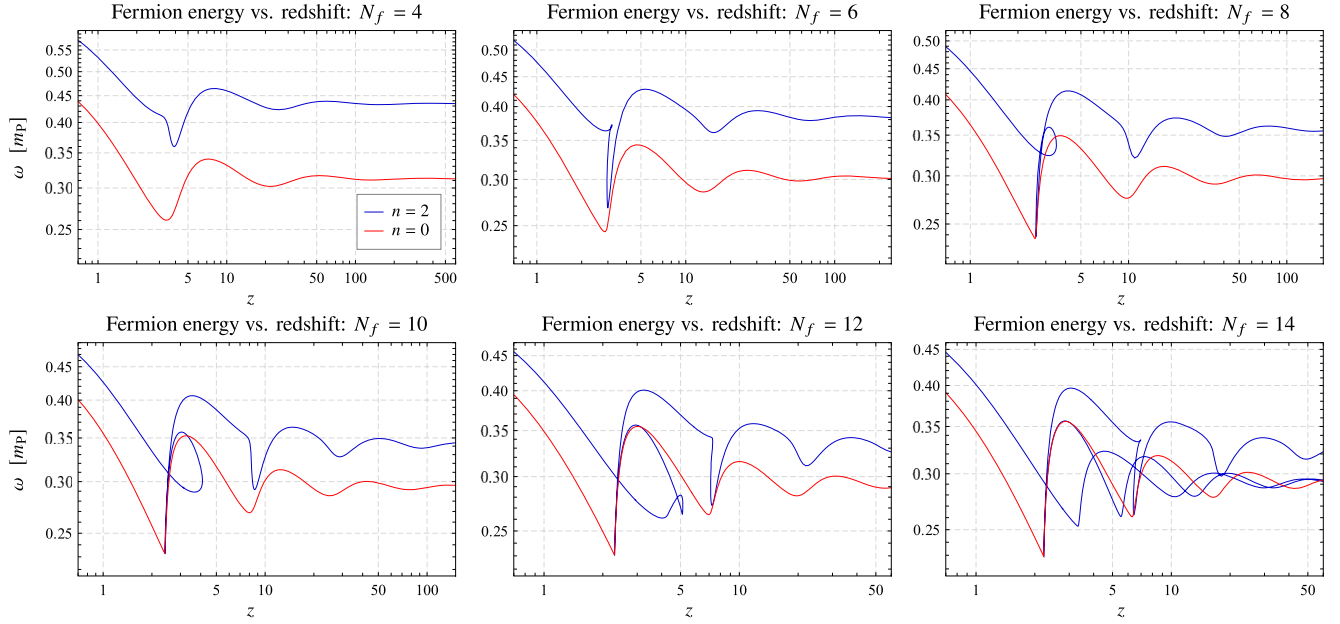 Fermion energy vs. redshift: N_f = 4
Fermion energy vs. redshift: N_f = 6
Fermion energy vs. redshift: N_f = 8
ω [m_P]
0.55
0.50
0.45
0.40
0.35
0.30
0.25
n = 2
n = 0
1 5 10 50 100 500
z
0.50
0.40
0.30
0.25
1 5 10 50 100
z
0.50
0.40
0.35
0.30
0.25
1 5 10 50 100
z
Fermion energy vs. redshift: N_f = 10
Fermion energy vs. redshift: N_f = 12
Fermion energy vs. redshift: N_f = 14
ω [m_P]
0.45
0.40
0.35
0.30
0.25
1 5 10 50 100
z
0.45
0.40
0.35
0.30
0.25
1 5 10 50
z
0.45
0.40
0.35
0.30
0.25
1 5 10 50
z